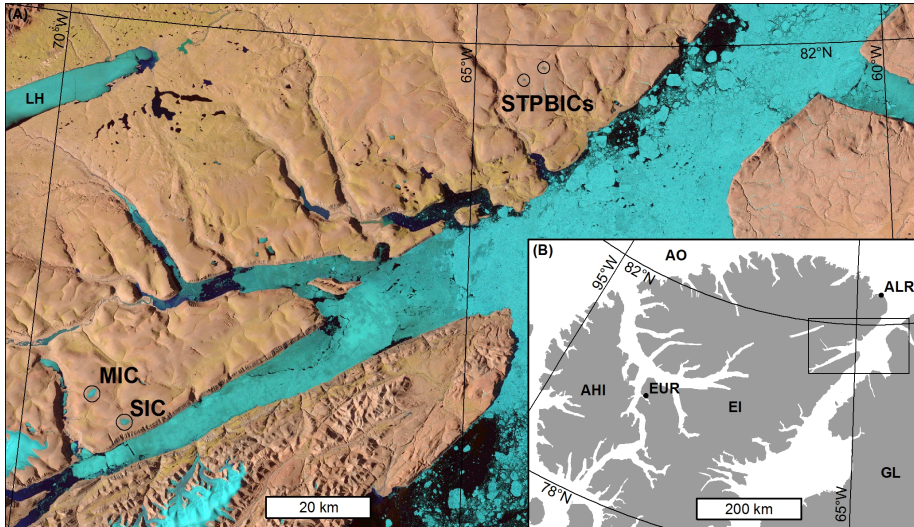 (A)
70°W
65°W
82°N
60°W
LH
STPBICs
MIC
SIC
20 km
(B)
95°W
82°N
AO
ALR
AHI
EUR
EI
GL
78°N
65°W
200 km